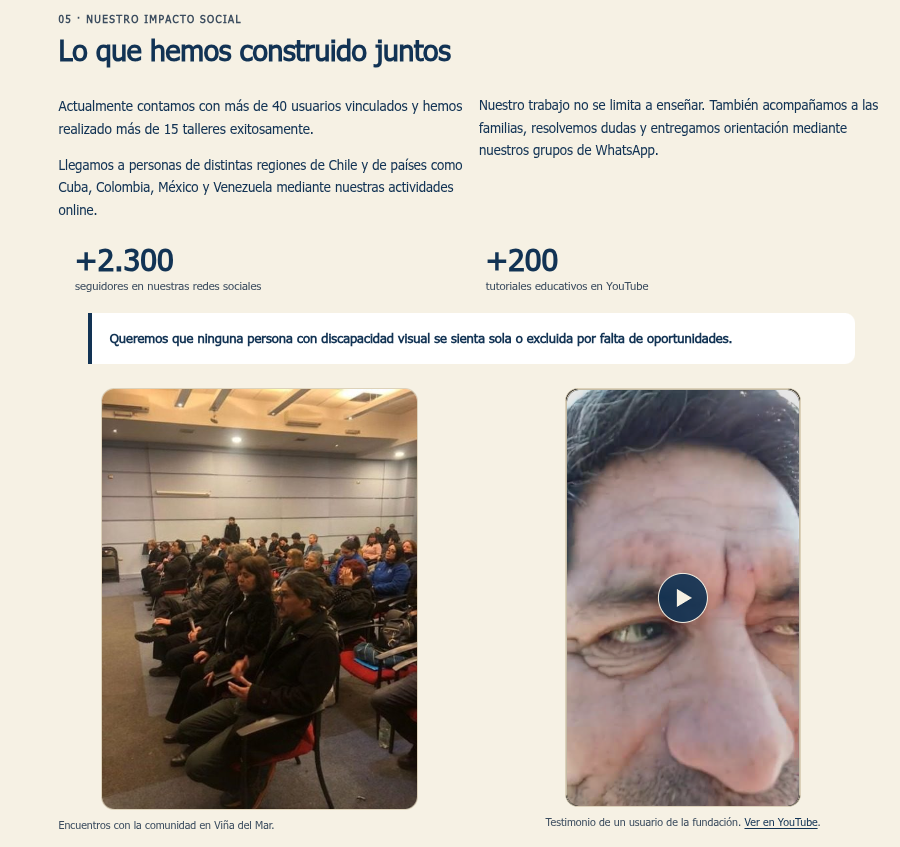 05 · NUESTRO IMPACTO SOCIAL
Lo que hemos construido juntos
Actualmente contamos con más de 40 usuarios vinculados y hemos
realizado más de 15 talleres exitosamente.
Llegamos a personas de distintas regiones de Chile y de países como
Cuba, Colombia, México y Venezuela mediante nuestras actividades
online.
Nuestro trabajo no se limita a enseñar. También acompañamos a las
familias, resolvemos dudas y entregamos orientación mediante
nuestros grupos de WhatsApp.
+2.300
seguidores en nuestras redes sociales
+200
tutoriales educativos en YouTube
Queremos que ninguna persona con discapacidad visual se sienta sola o excluida por falta de oportunidades.
Encuentros con la comunidad en Viña del Mar.
Testimonio de un usuario de la fundación. Ver en YouTube.